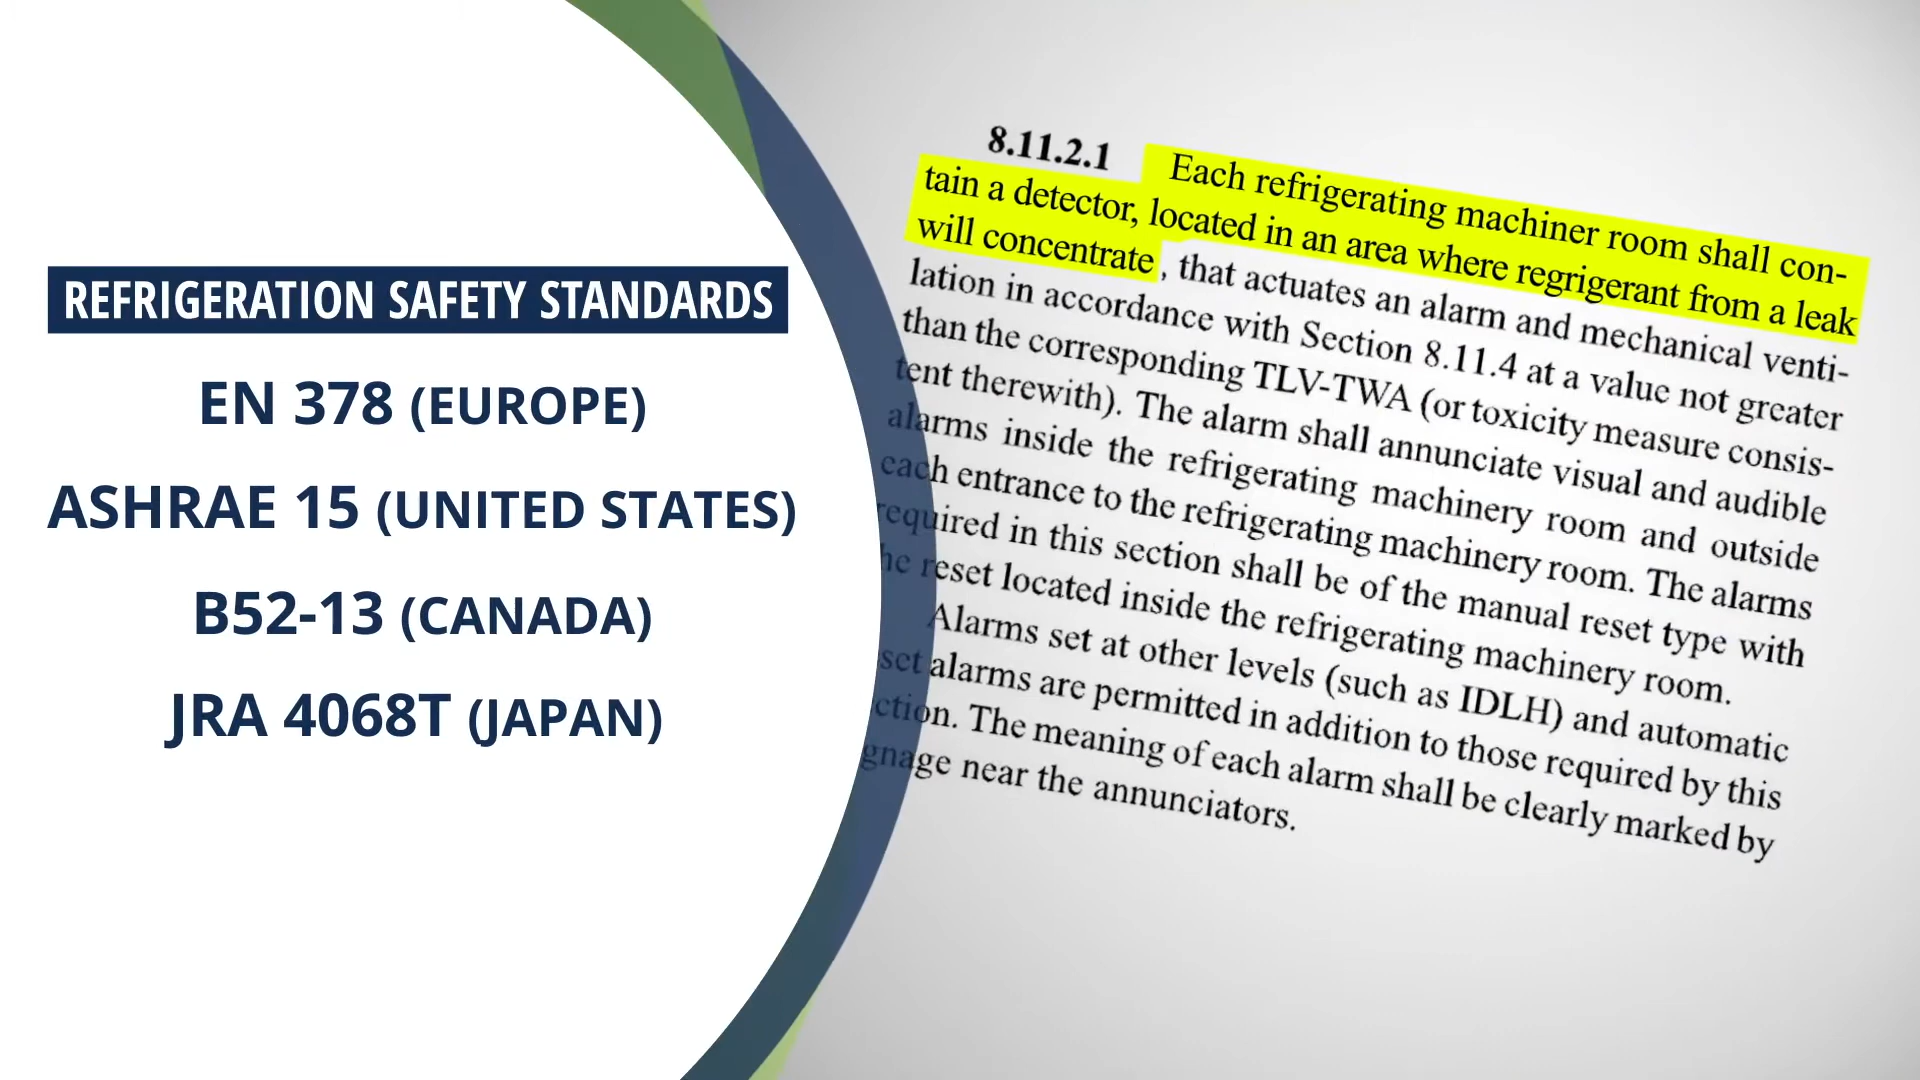 REFRIGERATION SAFETY STANDARDS
EN 378 (EUROPE)
ASHRAE 15 (UNITED STATES)
B52-13 (CANADA)
JRA 4068T (JAPAN)
8.11.2.1 Each refrigerating machiner room shall con-
tain a detector, located in an area where regrigerant from a leak
will concentrate , that actuates an alarm and mechanical venti-
lation in accordance with Section 8.11.4 at a value not greater
than the corresponding TLV-TWA (or toxicity measure consis-
tent therewith). The alarm shall annunciate visual and audible
alarms inside the refrigerating machinery room and outside
each entrance to the refrigerating machinery room. The alarms
required in this section shall be of the manual reset type with
he reset located inside the refrigerating machinery room.
Alarms set at other levels (such as IDLH) and automatic
set alarms are permitted in addition to those required by this
ction. The meaning of each alarm shall be clearly marked by
gnage near the annunciators.